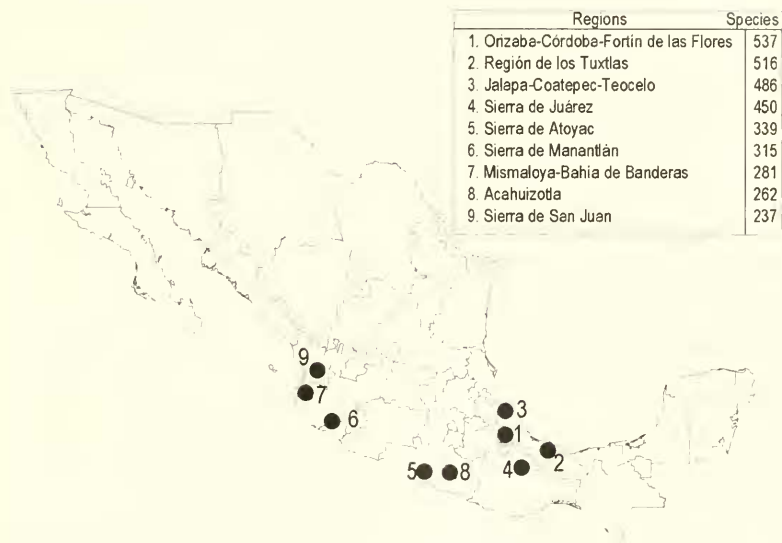 Regions Species
1. Orizaba-Córdoba-Fortín de las Flores 537
2. Región de los Tuxtlas 516
3. Jalapa-Coatepec-Teocelo 486
4. Sierra de Juárez 450
5. Sierra de Atoyac 339
6. Sierra de Manantlán 315
7. Mismaloya-Bahía de Banderas 281
8. Acahuizotla 262
9. Sierra de San Juan 237
9
7
6
3
1
2
5
8
4